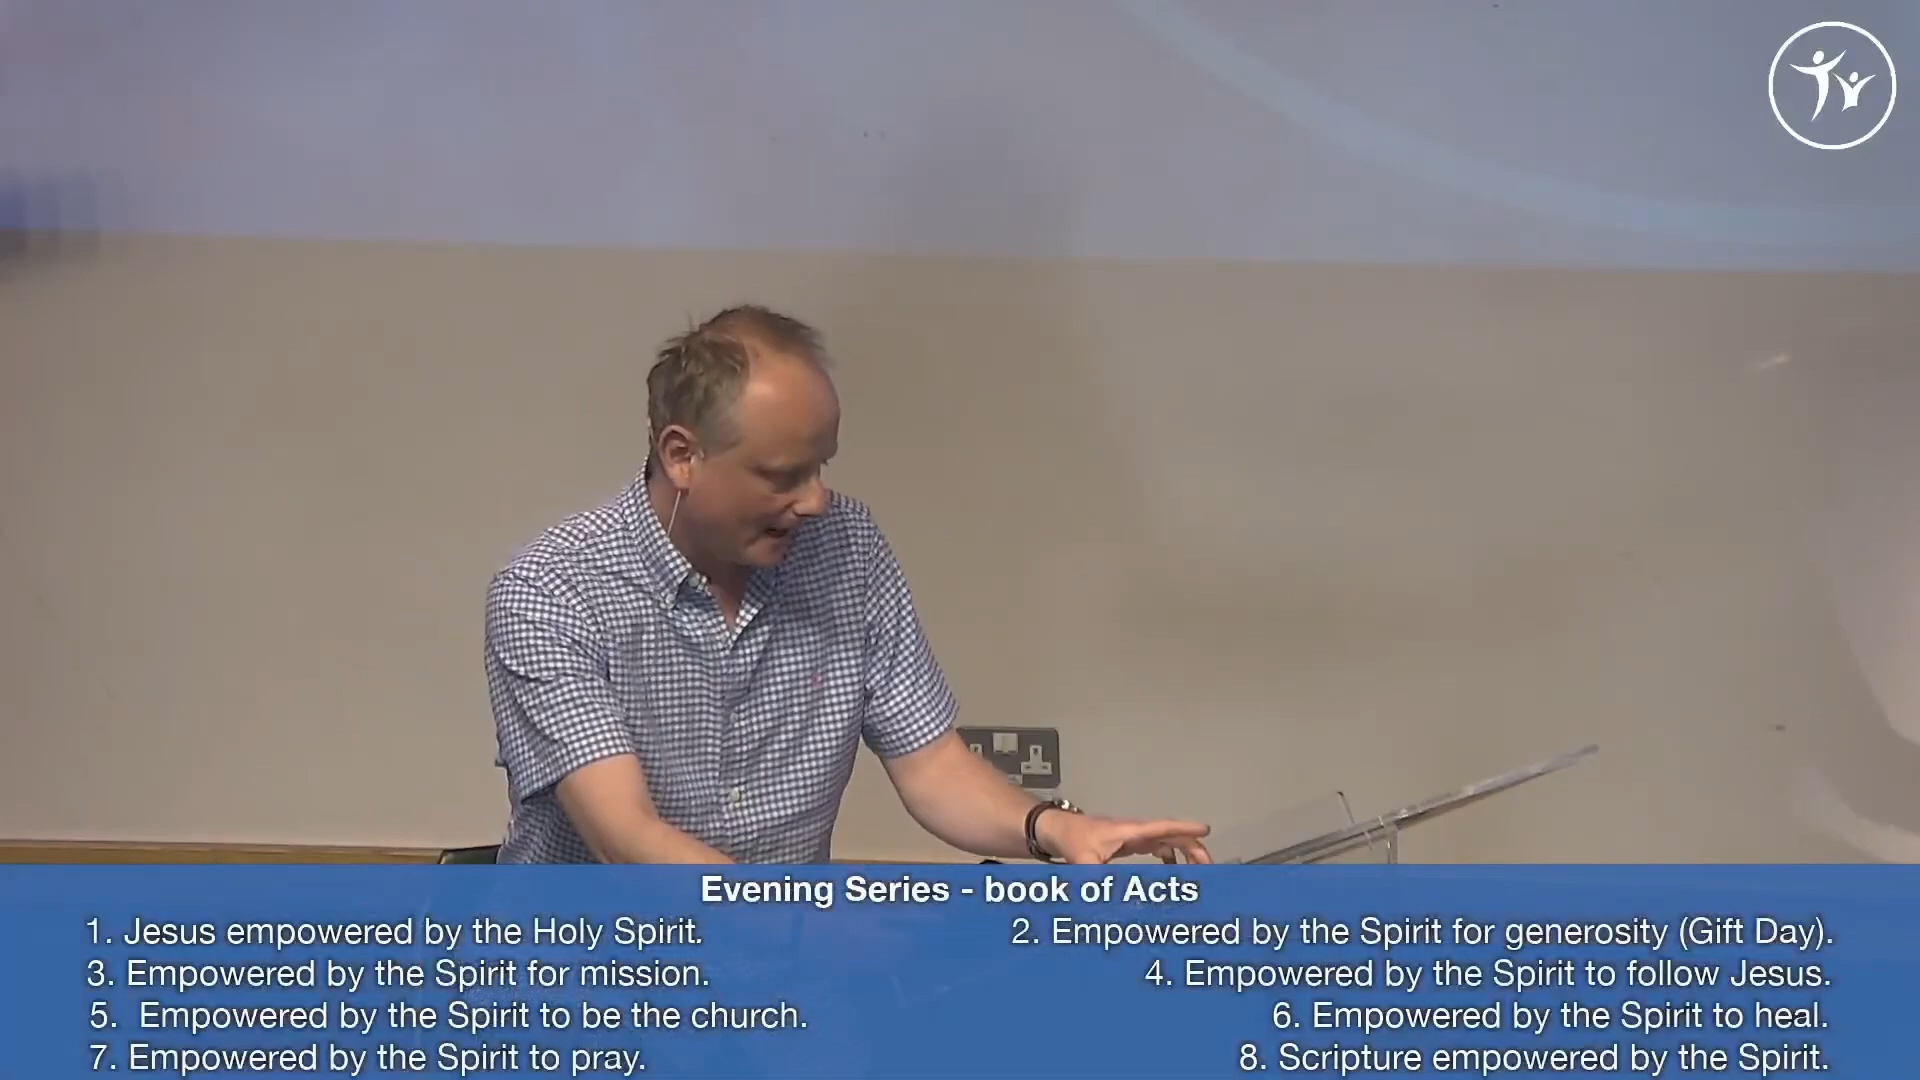 Evening Series - book of Acts
1. Jesus empowered by the Holy Spirit.
2. Empowered by the Spirit for generosity (Gift Day).
3. Empowered by the Spirit for mission.
4. Empowered by the Spirit to follow Jesus.
5. Empowered by the Spirit to be the church.
6. Empowered by the Spirit to heal.
7. Empowered by the Spirit to pray.
8. Scripture empowered by the Spirit.